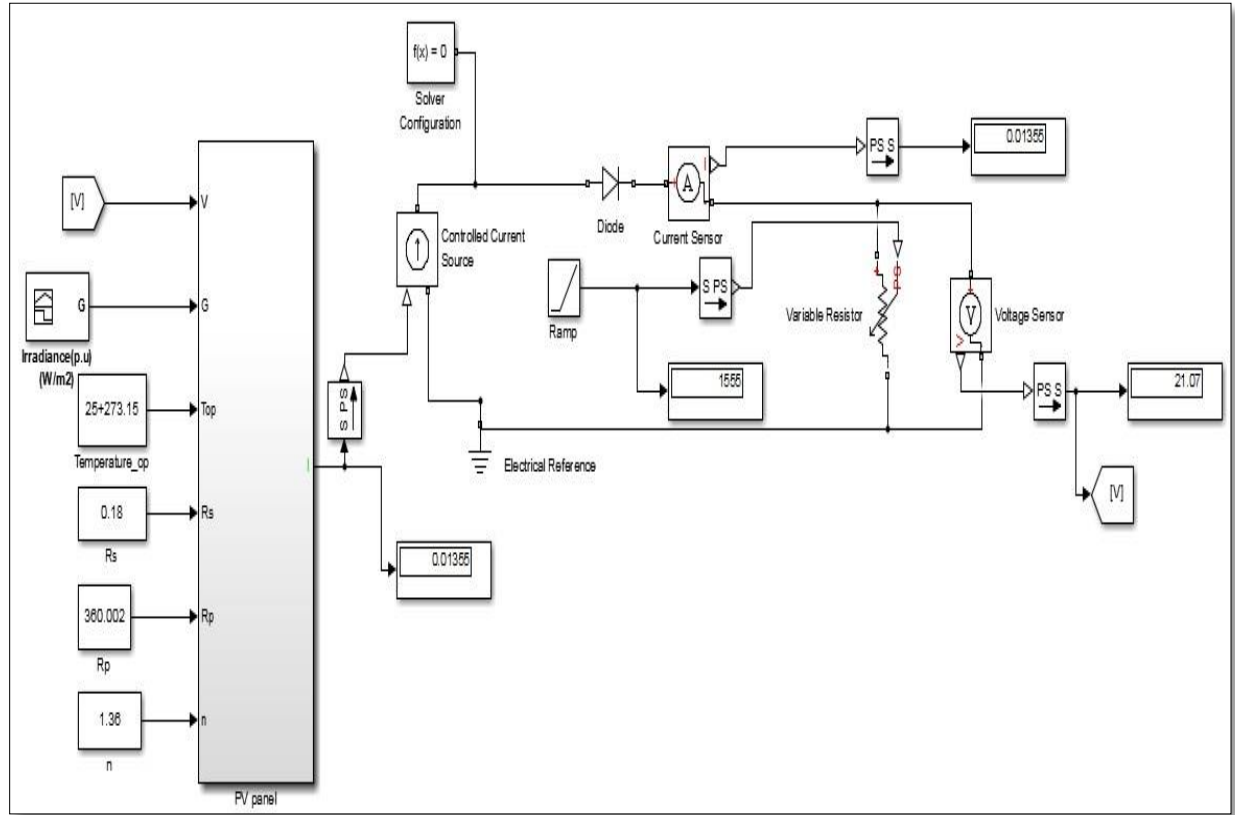 f(x) = 0
Solver
Configuration
PS S
0.01355
I
A
Diode
Current Sensor
[V]
V
Controlled Current
Source
S PS
Ramp
PS
Variable Resistor
V
Voltage Sensor
V
G
Irradiance(p.u)
(W/m2)
G
1555
PS S
21.07
25+273.15
Top
Temperature_op
S PS
I
Electrical Reference
[V]
0.18
Rs
Rs
0.01355
360.002
Rp
Rp
1.36
n
n
PV panel